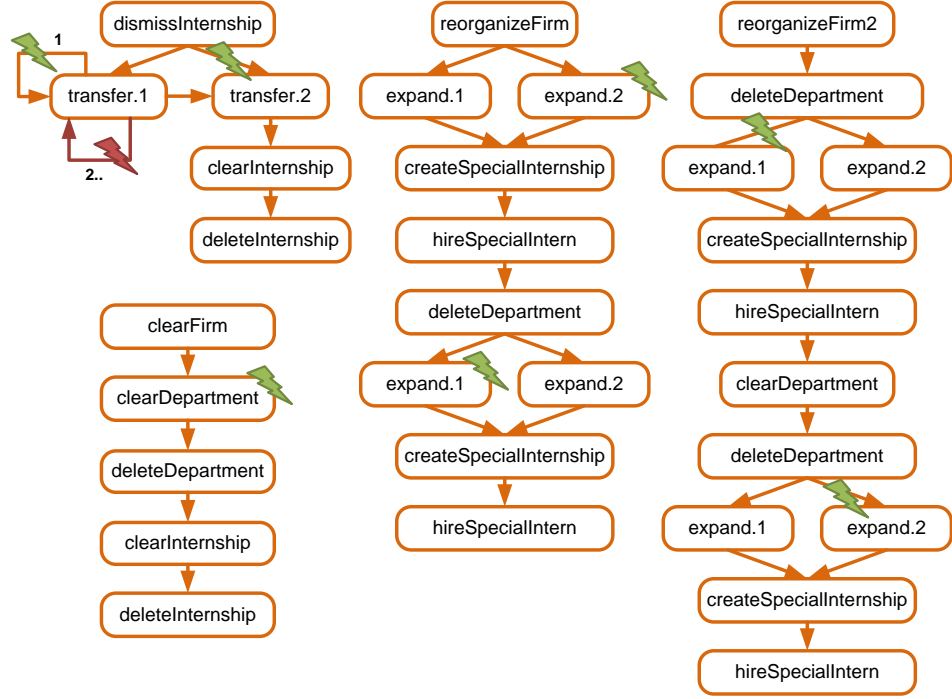 dismissInternship
1
transfer.1
transfer.2
2..
clearInternship
deleteInternship
clearFirm
clearDepartment
deleteDepartment
clearInternship
deleteInternship
reorganizeFirm
expand.1
expand.2
createSpecialInternship
hireSpecialIntern
deleteDepartment
expand.1
expand.2
createSpecialInternship
hireSpecialIntern
reorganizeFirm2
deleteDepartment
expand.1
expand.2
createSpecialInternship
hireSpecialIntern
clearDepartment
deleteDepartment
expand.1
expand.2
createSpecialInternship
hireSpecialIntern